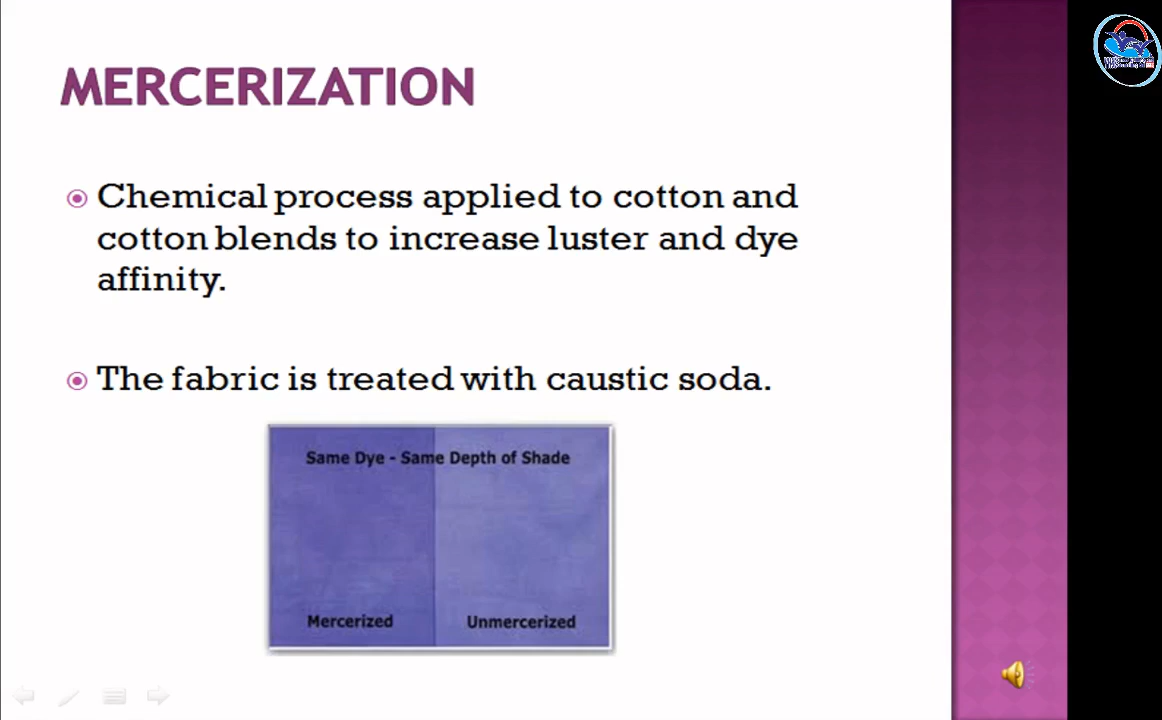 MERCERIZATION
Chemical process applied to cotton and
cotton blends to increase luster and dye
affinity.
The fabric is treated with caustic soda.
Same Dye - Same Depth of Shade
Mercerized
Unmercerized